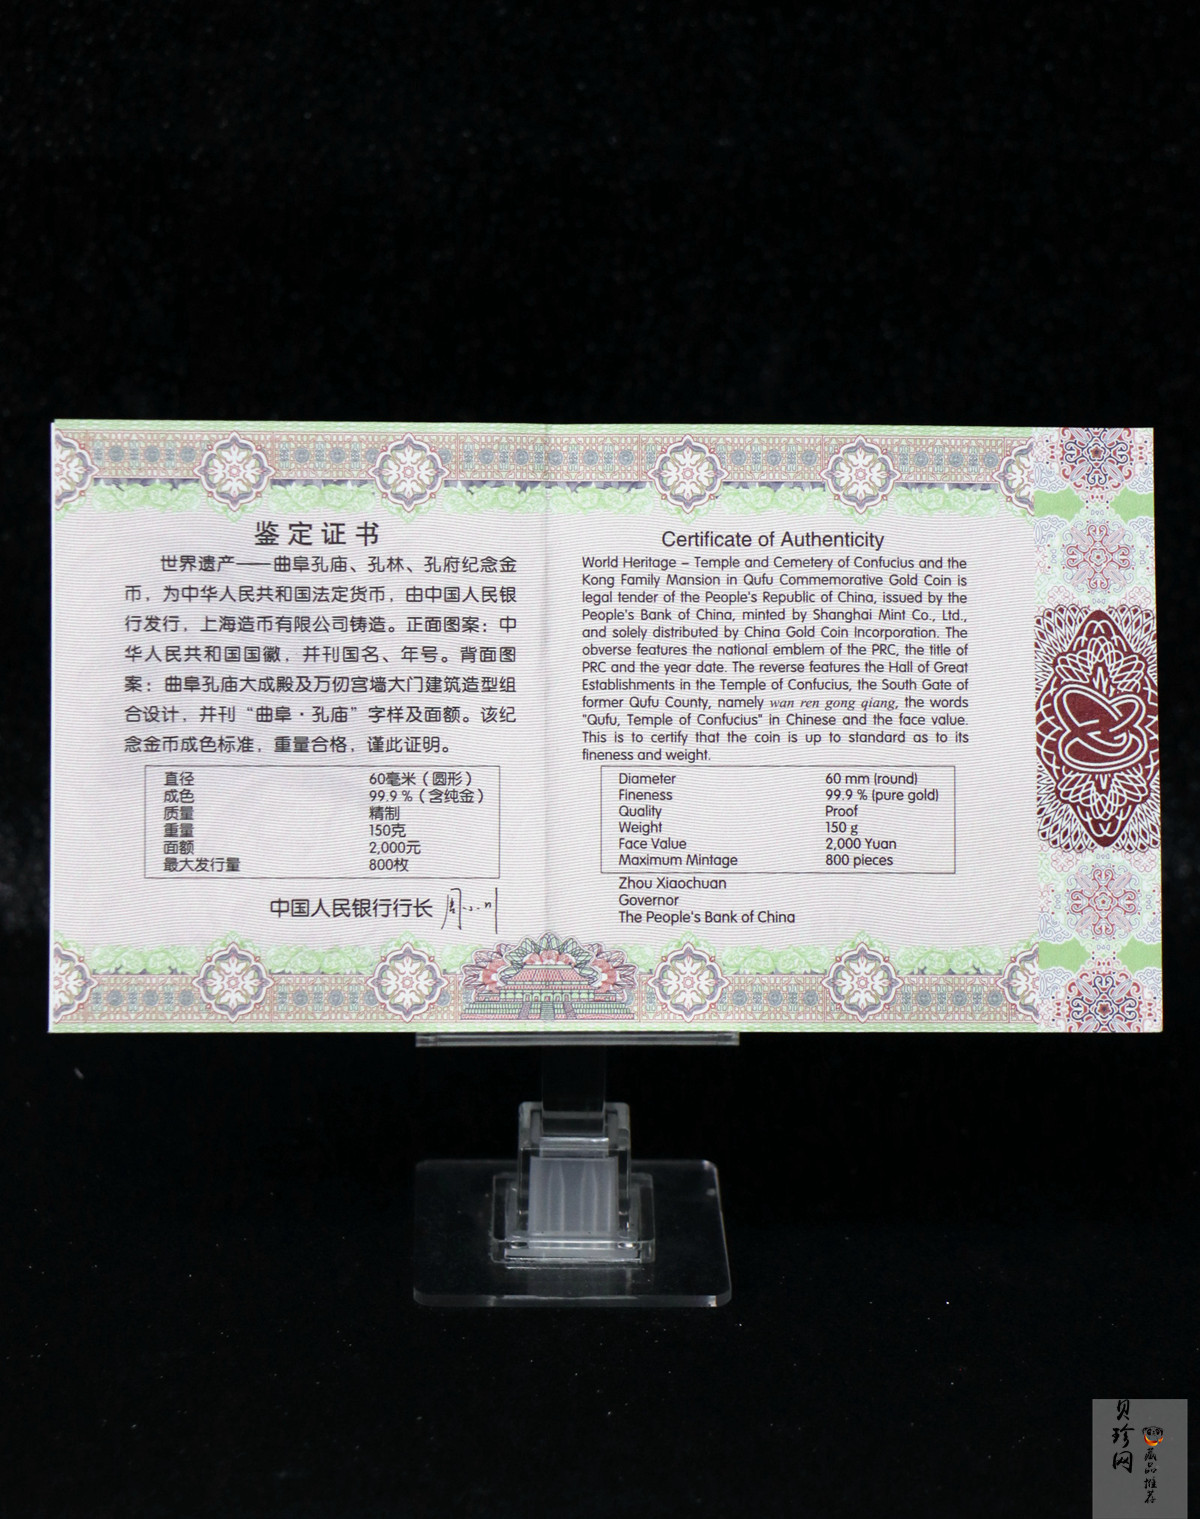 鉴定证书
世界遗产——曲阜孔庙、孔林、孔府纪念金
币，为中华人民共和国法定货币，由中国人民银
行发行，上海造币有限公司铸造。正面图案：中
华人民共和国国徽，并刊国名、年号。背面图
案：曲阜孔庙大成殿及万仞宫墙大门建筑造型组
合设计，并刊“曲阜·孔庙”字样及面额。该纪
念金币成色标准，重量合格，谨此证明。
直径 60毫米（圆形）
成色 99.9％（含纯金）
质量 精制
重量 150克
面额 2,000元
最大发行量 800枚
中国人民银行行长 周小川
Certificate of Authenticity
World Heritage – Temple and Cemetery of Confucius and the
Kong Family Mansion in Qufu Commemorative Gold Coin is
legal tender of the People's Republic of China, issued by the
People's Bank of China, minted by Shanghai Mint Co., Ltd.,
and solely distributed by China Gold Coin Incorporation. The
obverse features the national emblem of the PRC, the title of
PRC and the year date. The reverse features the Hall of Great
Establishments in the Temple of Confucius, the South Gate of
former Qufu County, namely wan ren gong qiang, the words
"Qufu, Temple of Confucius" in Chinese and the face value.
This is to certify that the coin is up to standard as to its
fineness and weight.
Diameter 60 mm (round)
Fineness 99.9 % (pure gold)
Quality Proof
Weight 150 g
Face Value 2,000 Yuan
Maximum Mintage 800 pieces
Zhou Xiaochuan
Governor
The People's Bank of China
贝珍网
藏品推荐